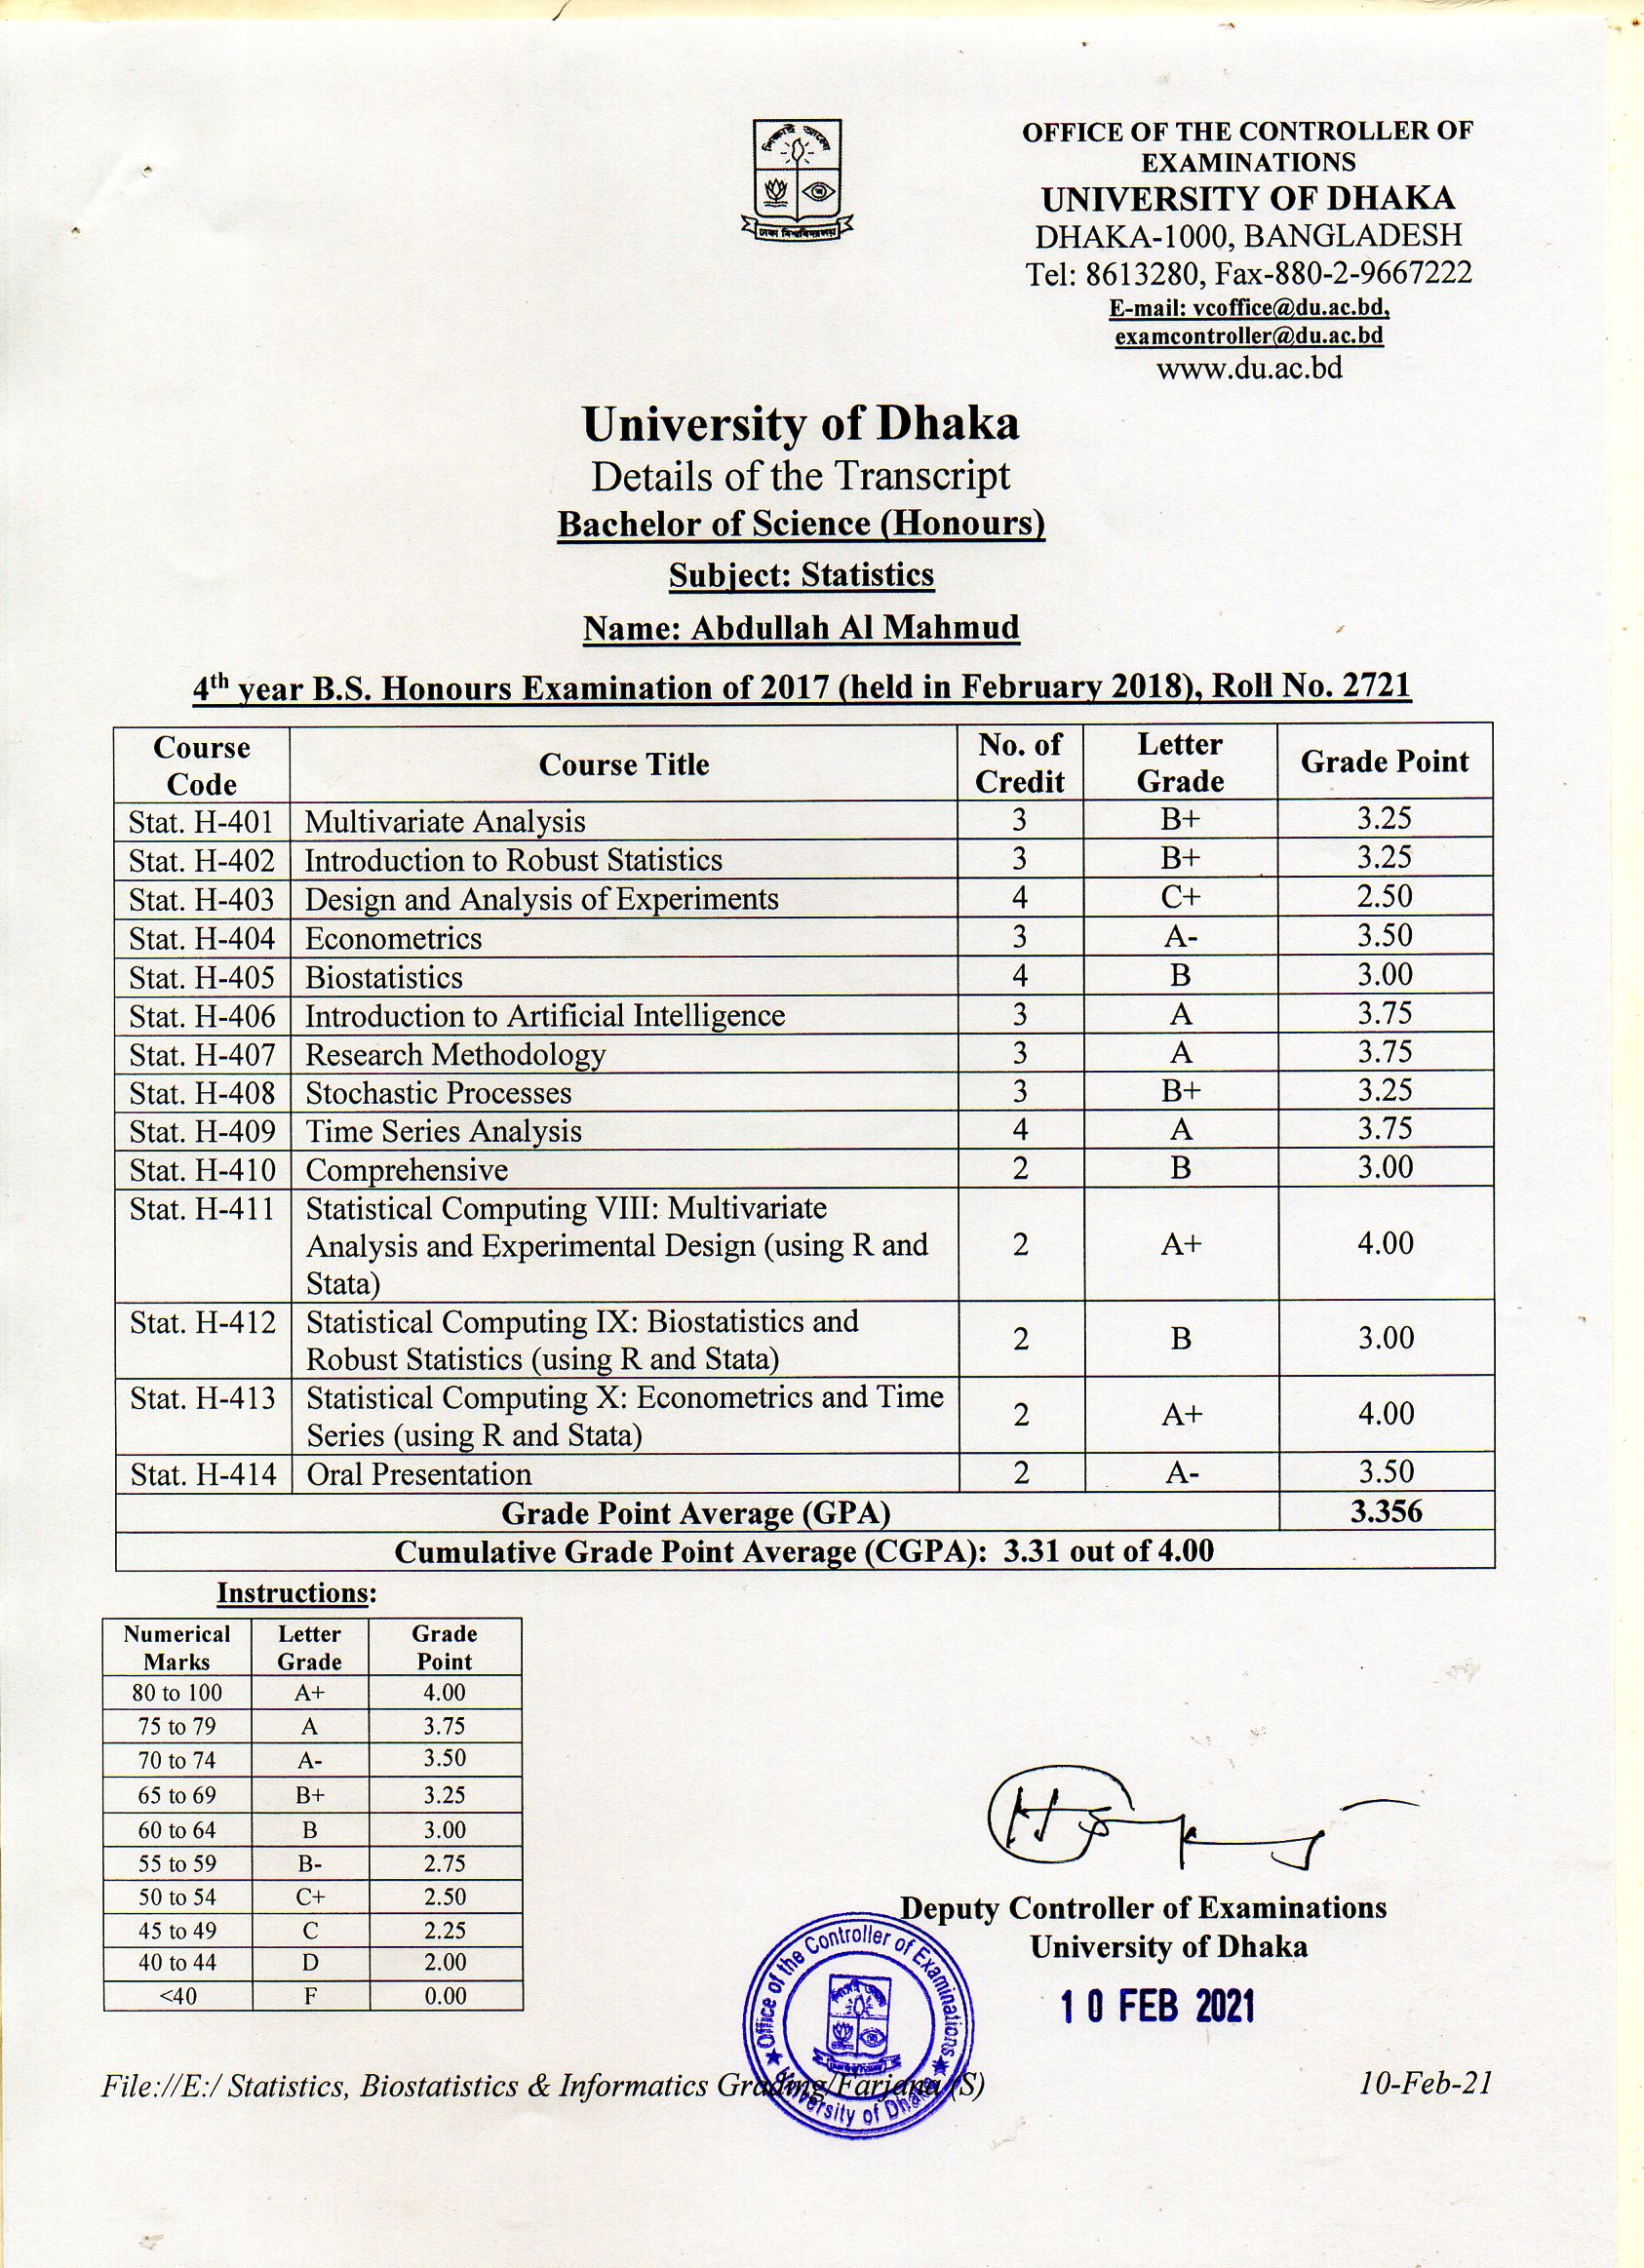 শিক্ষাই আলো
ঢাকা বিশ্ববিদ্যালয়
OFFICE OF THE CONTROLLER OF
EXAMINATIONS
UNIVERSITY OF DHAKA
DHAKA-1000, BANGLADESH
Tel: 8613280, Fax-880-2-9667222
E-mail: vcoffice@du.ac.bd,
examcontroller@du.ac.bd
www.du.ac.bd
University of Dhaka
Details of the Transcript
Bachelor of Science (Honours)
Subject: Statistics
Name: Abdullah Al Mahmud
4th year B.S. Honours Examination of 2017 (held in February 2018), Roll No. 2721
Course Code Course Title No. of Credit Letter Grade Grade Point
Stat. H-401 Multivariate Analysis 3 B+ 3.25
Stat. H-402 Introduction to Robust Statistics 3 B+ 3.25
Stat. H-403 Design and Analysis of Experiments 4 C+ 2.50
Stat. H-404 Econometrics 3 A- 3.50
Stat. H-405 Biostatistics 4 B 3.00
Stat. H-406 Introduction to Artificial Intelligence 3 A 3.75
Stat. H-407 Research Methodology 3 A 3.75
Stat. H-408 Stochastic Processes 3 B+ 3.25
Stat. H-409 Time Series Analysis 4 A 3.75
Stat. H-410 Comprehensive 2 B 3.00
Stat. H-411 Statistical Computing VIII: Multivariate
Analysis and Experimental Design (using R and 2 A+ 4.00
Stata)
Stat. H-412 Statistical Computing IX: Biostatistics and
Robust Statistics (using R and Stata) 2 B 3.00
Stat. H-413 Statistical Computing X: Econometrics and Time
Series (using R and Stata) 2 A+ 4.00
Stat. H-414 Oral Presentation 2 A- 3.50
Grade Point Average (GPA) 3.356
Cumulative Grade Point Average (CGPA): 3.31 out of 4.00
Instructions:
Numerical Marks Letter Grade Grade Point
80 to 100 A+ 4.00
75 to 79 A 3.75
70 to 74 A- 3.50
65 to 69 B+ 3.25
60 to 64 B 3.00
55 to 59 B- 2.75
50 to 54 C+ 2.50
45 to 49 C 2.25
40 to 44 D 2.00
<40 F 0.00
Deputy Controller of Examinations
University of Dhaka
10 FEB 2021
Office of the Controller of Examinations
University of Dhaka
File://E:/ Statistics, Biostatistics & Informatics Grading/Farjana (S)
10-Feb-21